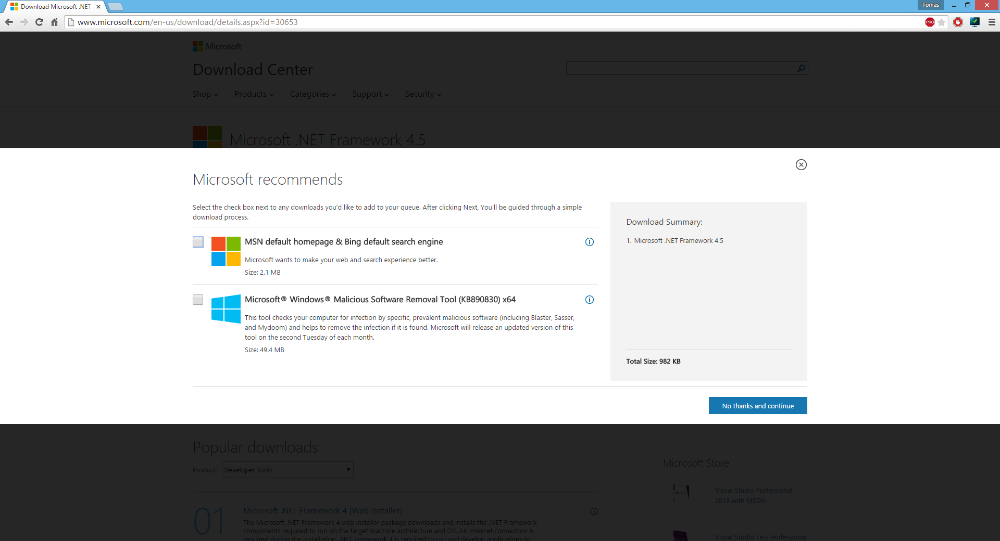 Download Microsoft .NET
Tomas
www.microsoft.com/en-us/download/details.aspx?id=30653
PRO
Microsoft
Download Center
Shop Products Categories Support Security
Microsoft .NET Framework 4.5
Microsoft recommends
Select the check box next to any downloads you'd like to add to your queue. After clicking Next, You'll be guided through a simple
download process.
MSN default homepage & Bing default search engine
Microsoft wants to make your web and search experience better.
Size: 2.1 MB
Microsoft® Windows® Malicious Software Removal Tool (KB890830) x64
This tool checks your computer for infection by specific, prevalent malicious software (including Blaster, Sasser,
and Mydoom) and helps to remove the infection if it is found. Microsoft will release an updated version of this
tool on the second Tuesday of each month.
Size: 49.4 MB
Download Summary:
1. Microsoft .NET Framework 4.5
Total Size: 982 KB
No thanks and continue
Popular downloads
Product: Developer Tools
01
Microsoft .NET Framework 4 (Web Installer)
The Microsoft .NET Framework 4 web installer package downloads and installs the .NET Framework
components required to run on the target machine architecture and OS. An Internet connection is
required during the installation. .NET Framework 4 is required to run and develop applications to
Microsoft Store
Visual Studio Professional
2013 with MSDN
Visual Studio Test Professional